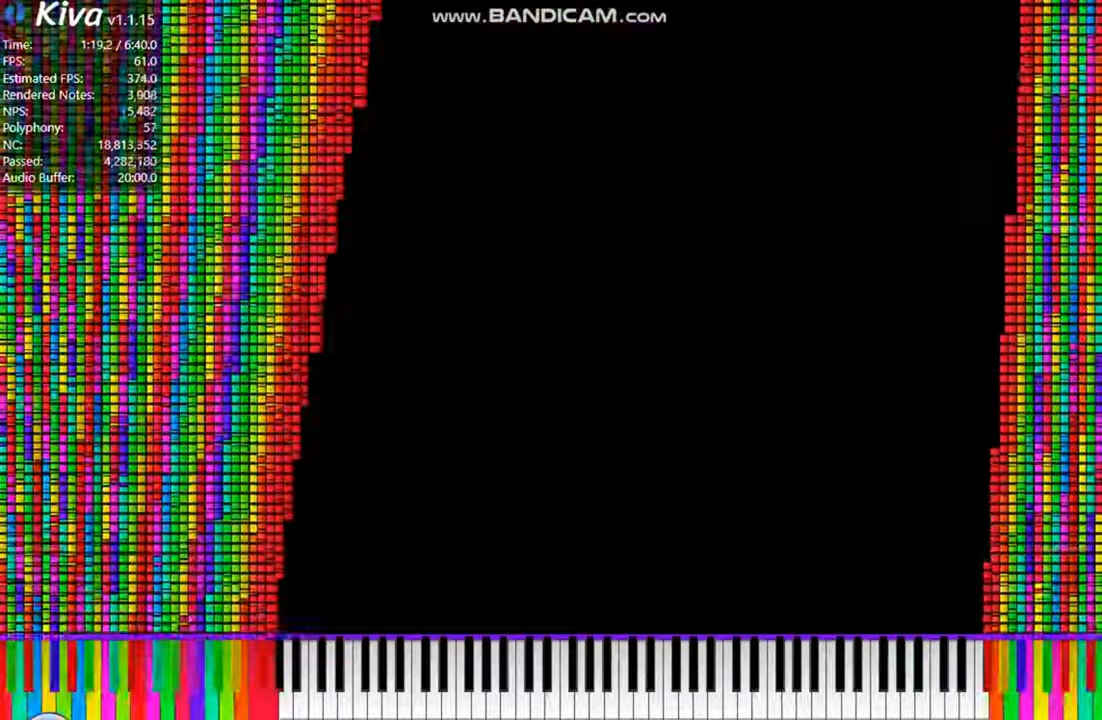 Kiva v1.1.15
www.BANDICAM.com
Time: 1:19.2 / 6:40.0
FPS: 61.0
Estimated FPS: 374.0
Rendered Notes: 3,908
NPS: 5,482
Polyphony: 57
NC: 18,813,352
Passed: 4,282,180
Audio Buffer: 20:00.0